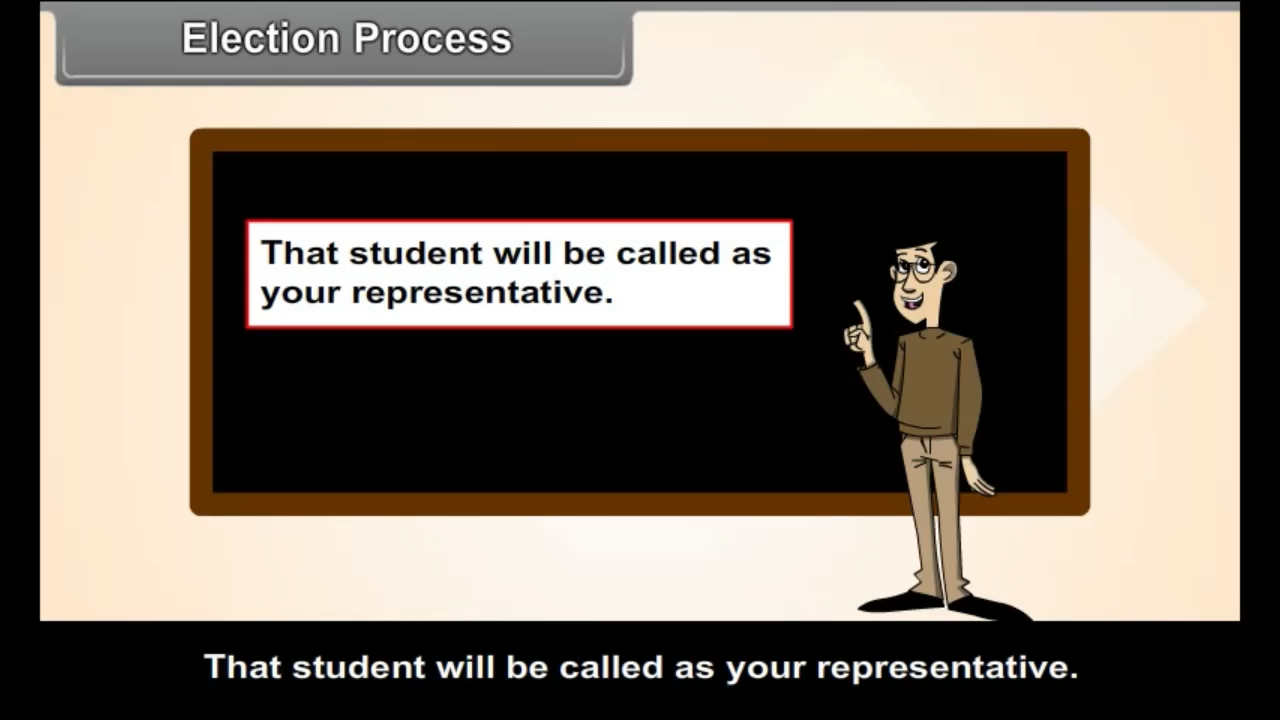 Election Process
That student will be called as
your representative.
That student will be called as your representative.